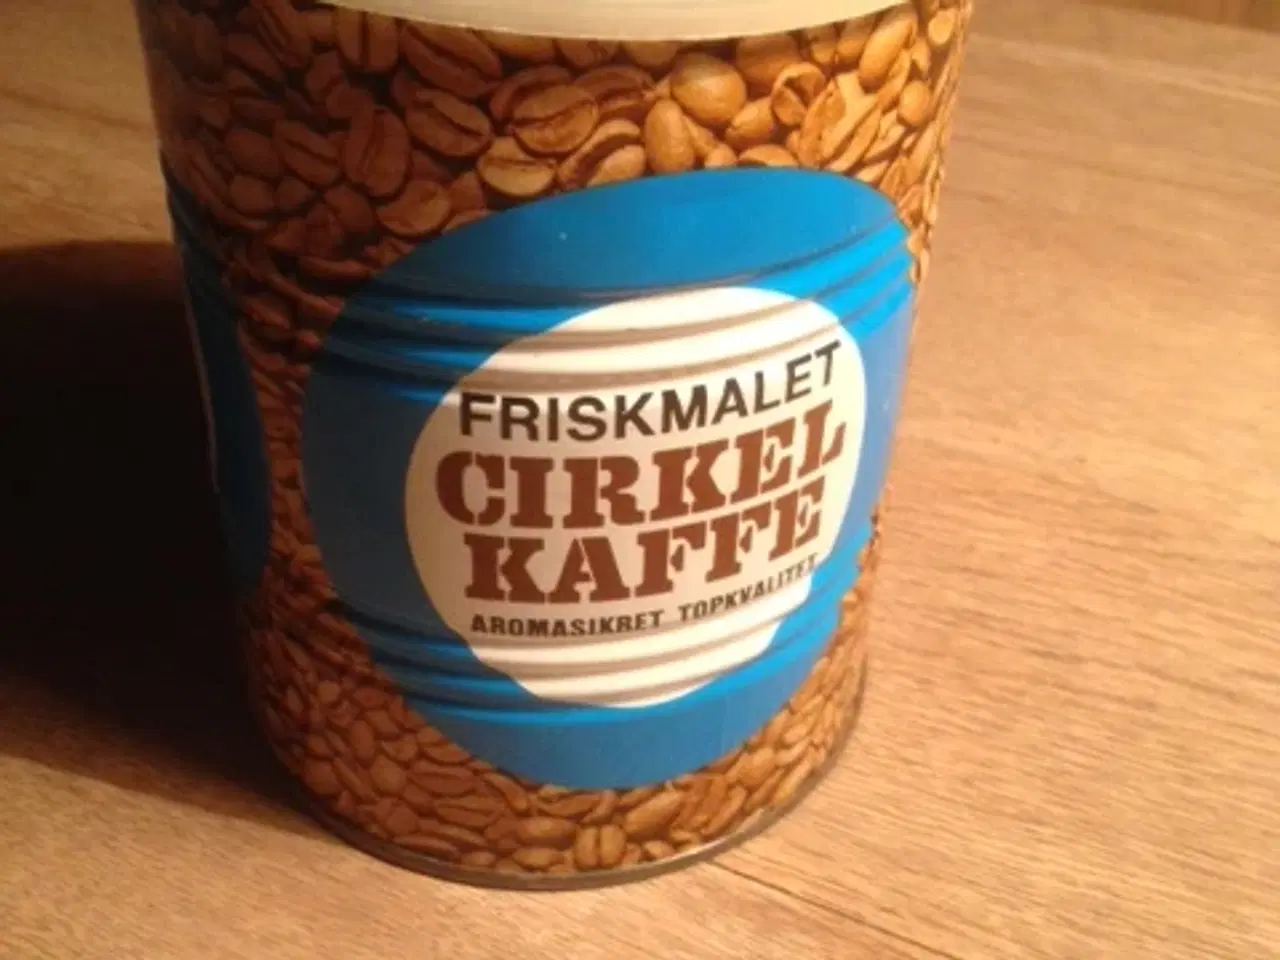 FRISKMALET
CIRKEL
KAFFE
AROMASIKRET TOPKVALITET